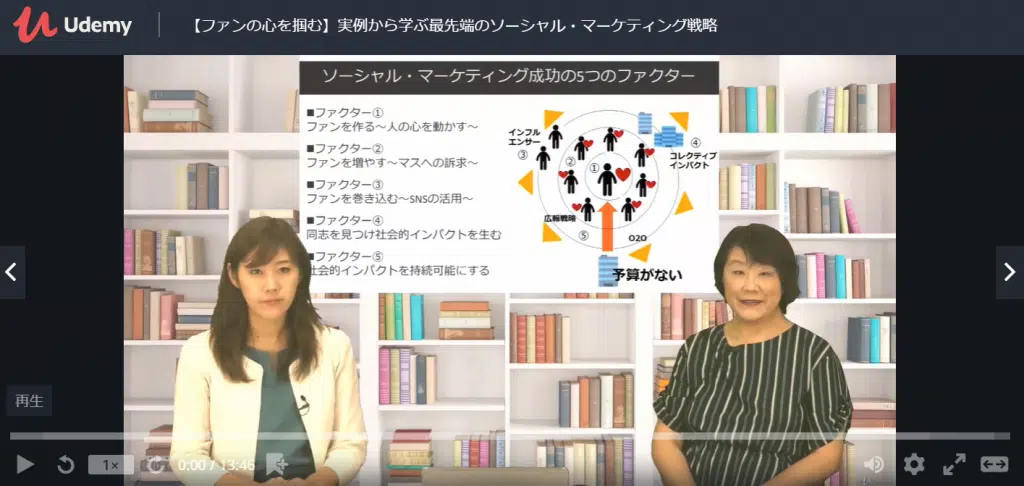 Udemy
【ファンの心を掴む】実例から学ぶ最先端のソーシャル・マーケティング戦略
ソーシャル・マーケティング成功の5つのファクター
■ファクター①
ファンを作る～人の心を動かす～
■ファクター②
ファンを増やす～マスへの訴求～
■ファクター③
ファンを巻き込む～SNSの活用～
■ファクター④
同志を見つけ社会的インパクトを生む
■ファクター⑤
社会的インパクトを持続可能にする
インフル
エンサー
③
②
①
④
コレクティブ
インパクト
広報戦略
⑤
O2O
予算がない
再生
1×
0:00 / 13:46